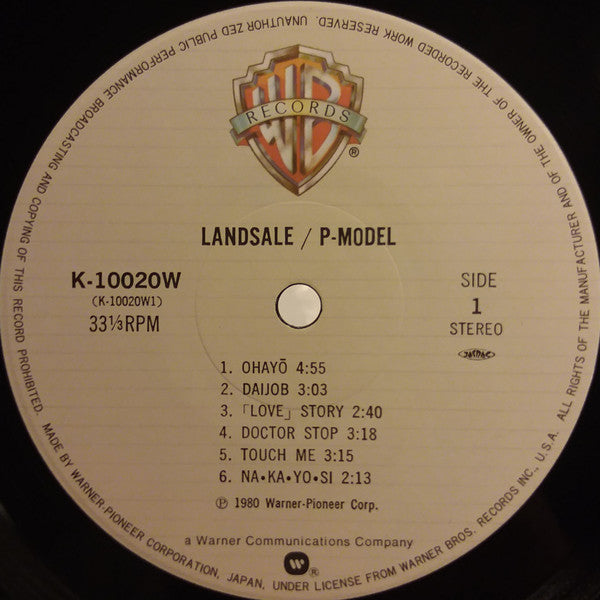 WB
RECORDS
®
LANDSALE / P-MODEL
K-10020W
(K-10020W1)
33⅓RPM
SIDE
1
STEREO
JASRAC
1. OHAYŌ 4:55
2. DAIJOB 3:03
3. 「LOVE」 STORY 2:40
4. DOCTOR STOP 3:18
5. TOUCH ME 3:15
6. NA•KA•YO•SI 2:13
Ⓟ 1980 Warner-Pioneer Corp.
a Warner Communications Company
®
MADE BY WARNER-PIONEER CORPORATION, JAPAN, UNDER LICENSE FROM WARNER BROS. RECORDS INC., U.S.A. ALL RIGHTS OF THE MANUFACTURER AND OF THE OWNER OF THE RECORDED WORK RESERVED. UNAUTHORIZED PUBLIC PERFORMANCE BROADCASTING AND COPYING OF THIS RECORD PROHIBITED.